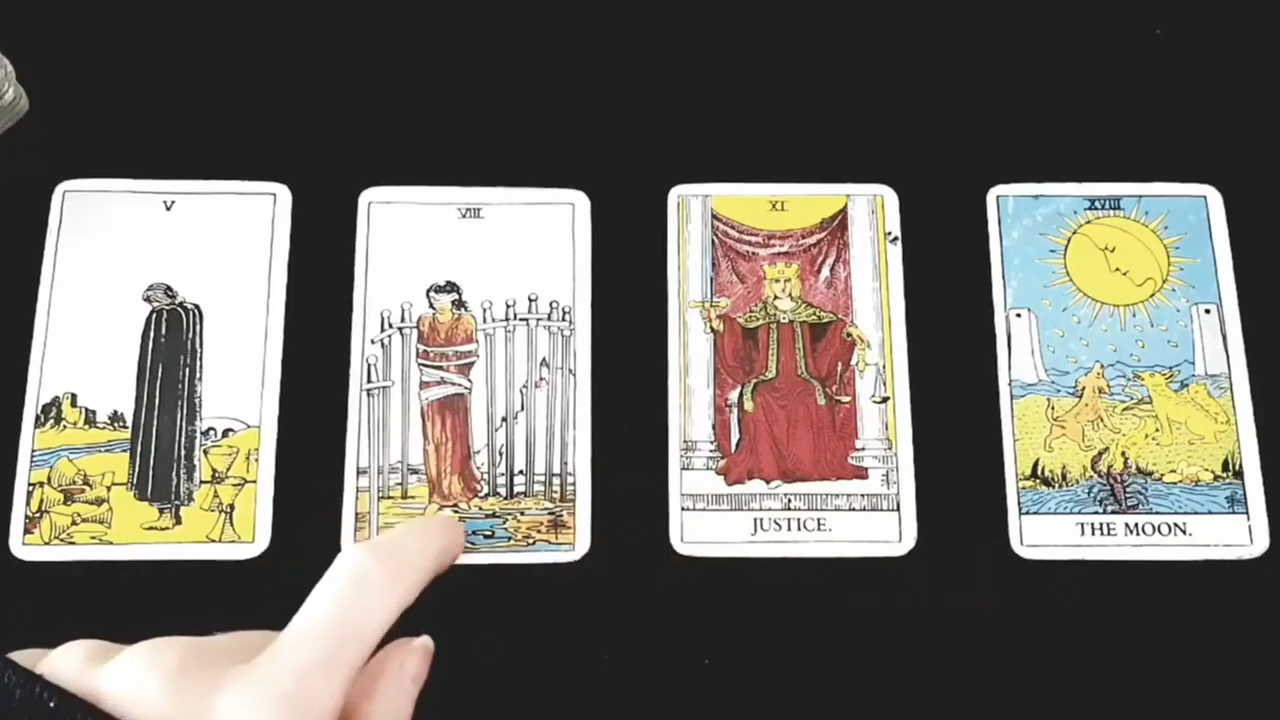 V
VIII
XI
XVIII
JUSTICE.
THE MOON.